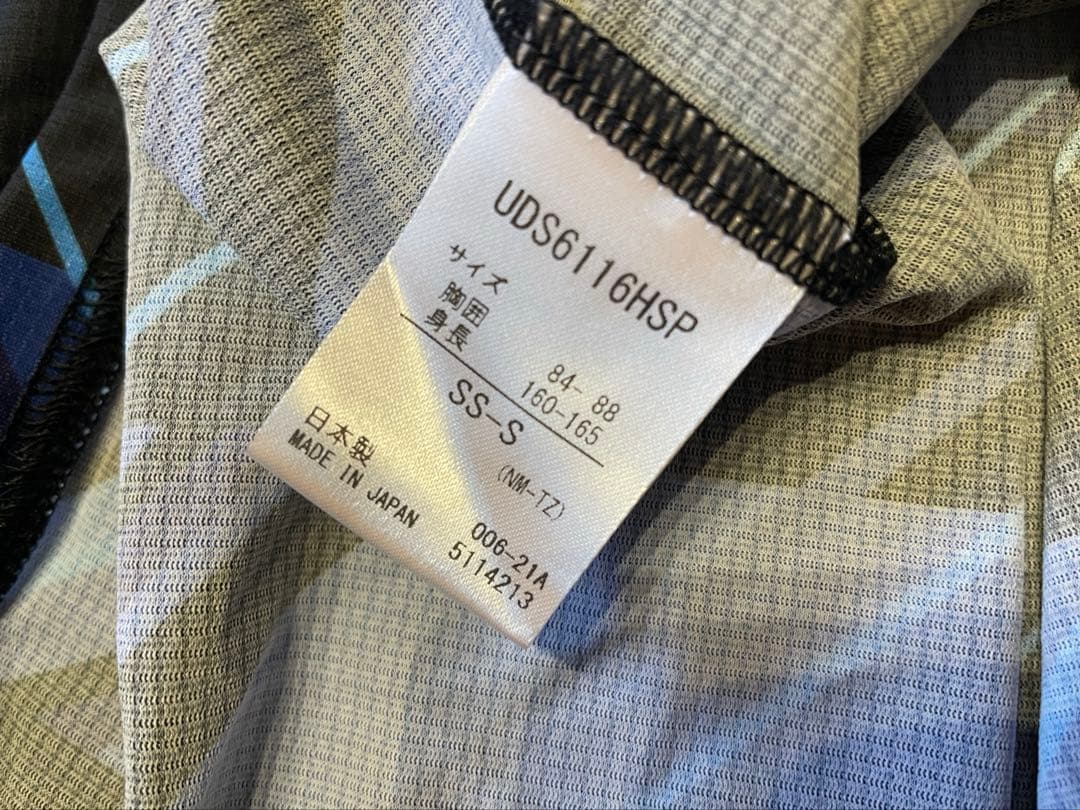 UDS6116HSP
サイズ
胸囲 84- 88
身長 160-165
SS-S
(NM-TZ)
日本製
MADE IN JAPAN
006-21A
5114213